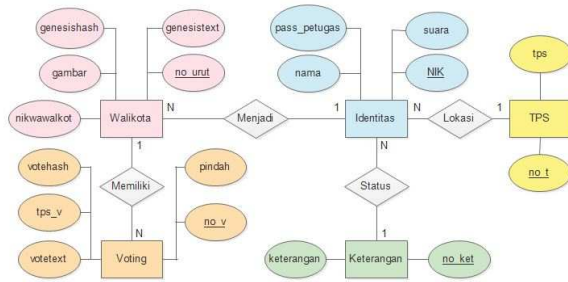 genesishash
genesistext
pass_petugas
suara
tps
gambar
no_urut
nama
NIK
nikwawalkot
Walikota
N
Menjadi
1
Identitas
N
Lokasi
1
TPS
1
N
votehash
pindah
Memiliki
Status
no_t
tps_v
no_v
N
1
votetext
Voting
keterangan
Keterangan
no_ket